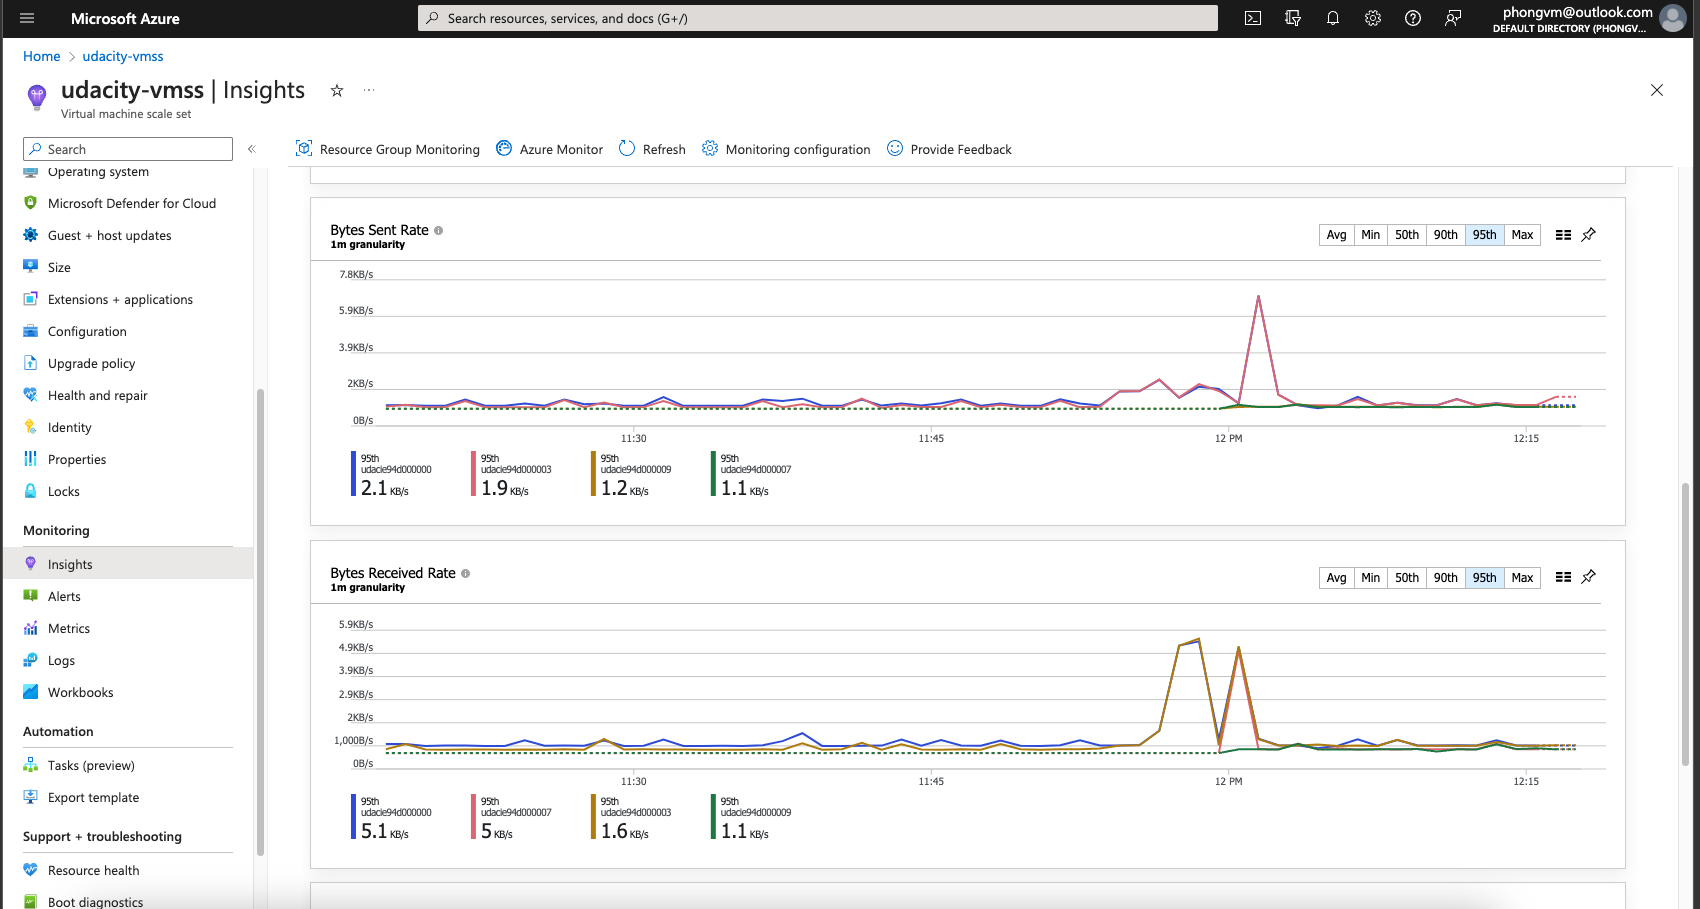 Microsoft Azure
Search resources, services, and docs (G+/)
phongvm@outlook.com
DEFAULT DIRECTORY (PHONGV...
Home > udacity-vmss
udacity-vmss | Insights
Virtual machine scale set
Search
Resource Group Monitoring
Azure Monitor
Refresh
Monitoring configuration
Provide Feedback
Operating system
Microsoft Defender for Cloud
Guest + host updates
Size
Extensions + applications
Configuration
Upgrade policy
Health and repair
Identity
Properties
Locks
Monitoring
Insights
Alerts
Metrics
Logs
Workbooks
Automation
Tasks (preview)
Export template
Support + troubleshooting
Resource health
Boot diagnostics
Bytes Sent Rate
1m granularity
Avg Min 50th 90th 95th Max
7.8KB/s
5.9KB/s
3.9KB/s
2KB/s
0B/s
11:30 11:45 12 PM 12:15
95th
udacie94d000000
2.1 KB/s
95th
udacie94d000003
1.9 KB/s
95th
udacie94d000009
1.2 KB/s
95th
udacie94d000007
1.1 KB/s
Bytes Received Rate
1m granularity
Avg Min 50th 90th 95th Max
5.9KB/s
4.9KB/s
3.9KB/s
2.9KB/s
2KB/s
1,000B/s
0B/s
11:30 11:45 12 PM 12:15
95th
udacie94d000000
5.1 KB/s
95th
udacie94d000007
5 KB/s
95th
udacie94d000003
1.6 KB/s
95th
udacie94d000009
1.1 KB/s